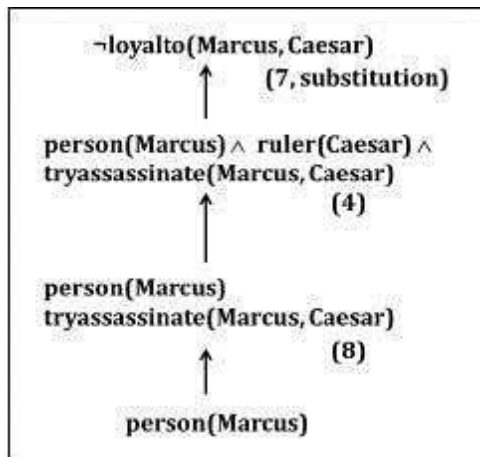 ¬loyalto(Marcus, Caesar)
(7, substitution)
person(Marcus) ∧ ruler(Caesar) ∧
tryassassinate(Marcus, Caesar)
(4)
person(Marcus)
tryassassinate(Marcus, Caesar)
(8)
person(Marcus)